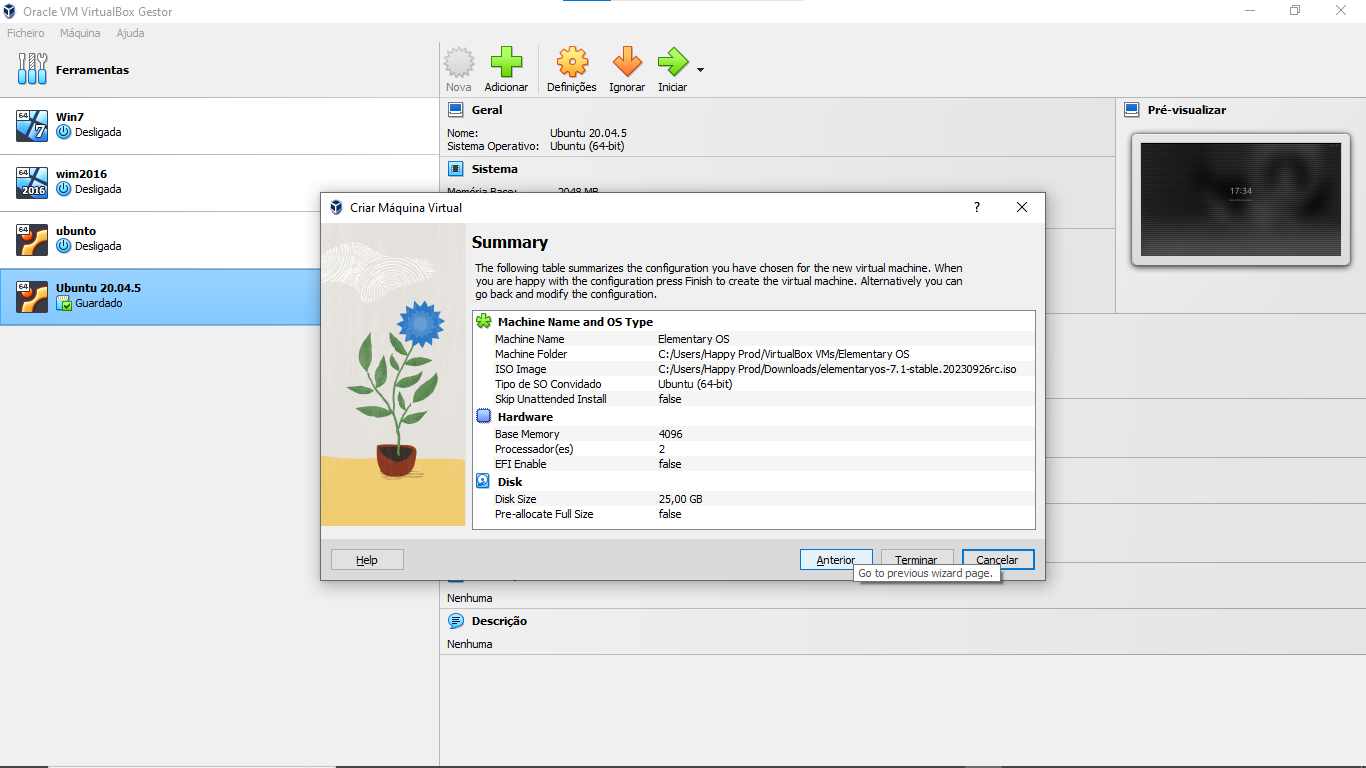 Oracle VM VirtualBox Gestor
Ficheiro Máquina Ajuda
Ferramentas
Nova Adicionar Definições Ignorar Iniciar
64 7
Win7
Desligada
64 2016
wim2016
Desligada
64
ubunto
Desligada
64
Ubuntu 20.04.5
Guardado
Geral
Nome: Ubuntu 20.04.5
Sistema Operativo: Ubuntu (64-bit)
Sistema
Memória Base: 2048 MB
Pré-visualizar
17:34
Criar Máquina Virtual
?
Summary
The following table summarizes the configuration you have chosen for the new virtual machine. When
you are happy with the configuration press Finish to create the virtual machine. Alternatively you can
go back and modify the configuration.
Machine Name and OS Type
Machine Name Elementary OS
Machine Folder C:/Users/Happy Prod/VirtualBox VMs/Elementary OS
ISO Image C:/Users/Happy Prod/Downloads/elementaryos-7.1-stable.20230926rc.iso
Tipo de SO Convidado Ubuntu (64-bit)
Skip Unattended Install false
Hardware
Base Memory 4096
Processador(es) 2
EFI Enable false
Disk
Disk Size 25,00 GB
Pre-allocate Full Size false
Help Anterior Terminar Cancelar
Go to previous wizard page.
Nenhuma
Descrição
Nenhuma